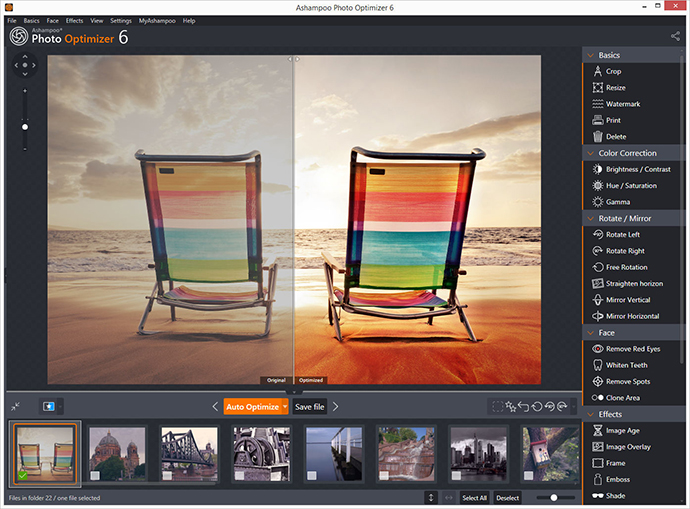 Ashampoo Photo Optimizer 6
File Basics Face Effects View Settings MyAshampoo Help
Ashampoo®
Photo Optimizer 6
Basics
Crop
Resize
Watermark
Print
Delete
Color Correction
Brightness / Contrast
Hue / Saturation
Gamma
Rotate / Mirror
Rotate Left
Rotate Right
Free Rotation
Straighten horizon
Mirror Vertical
Mirror Horizontal
Face
Remove Red Eyes
Whiten Teeth
Remove Spots
Clone Area
Effects
Image Age
Image Overlay
Frame
Emboss
Shade
Original Optimized
Auto Optimize Save file
Files in folder 22 / one file selected
Select All Deselect